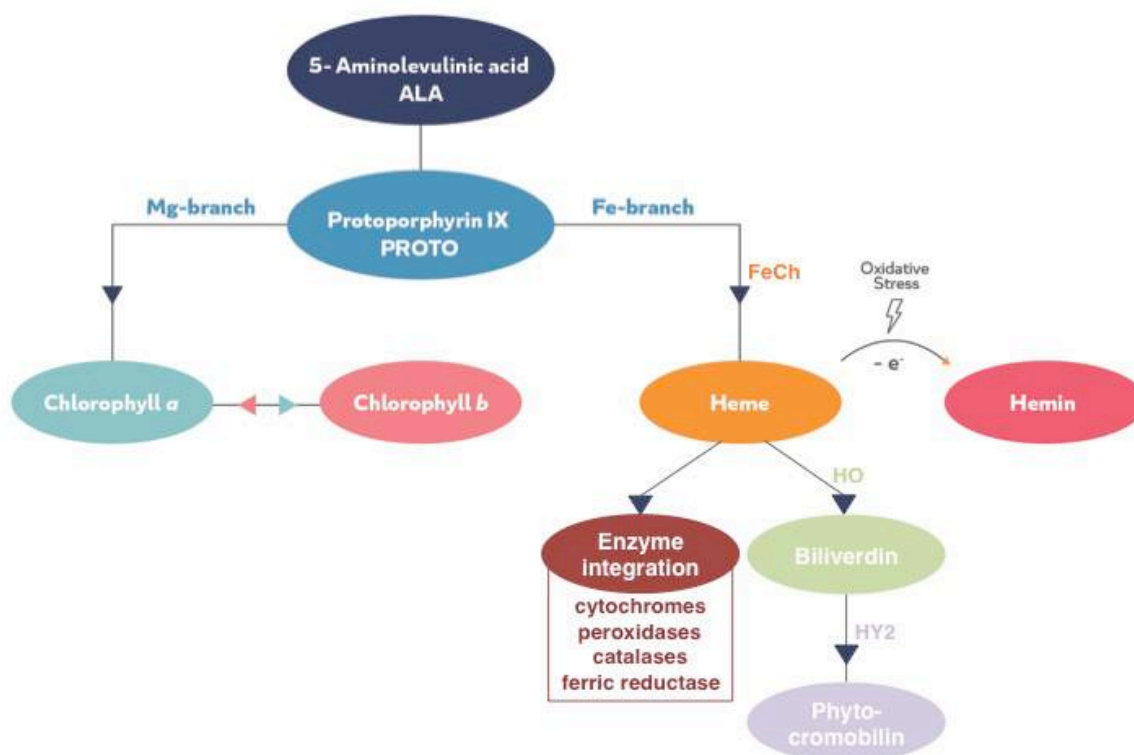 5- Aminolevulinic acid
ALA
Mg-branch
Protoporphyrin IX
PROTO
Fe-branch
FeCh
Oxidative
Stress
- e-
Chlorophyll a
Chlorophyll b
Heme
Hemin
HO
Enzyme
integration
Biliverdin
cytochromes
peroxidases
catalases
ferric reductase
HY2
Phyto-
cromobilin